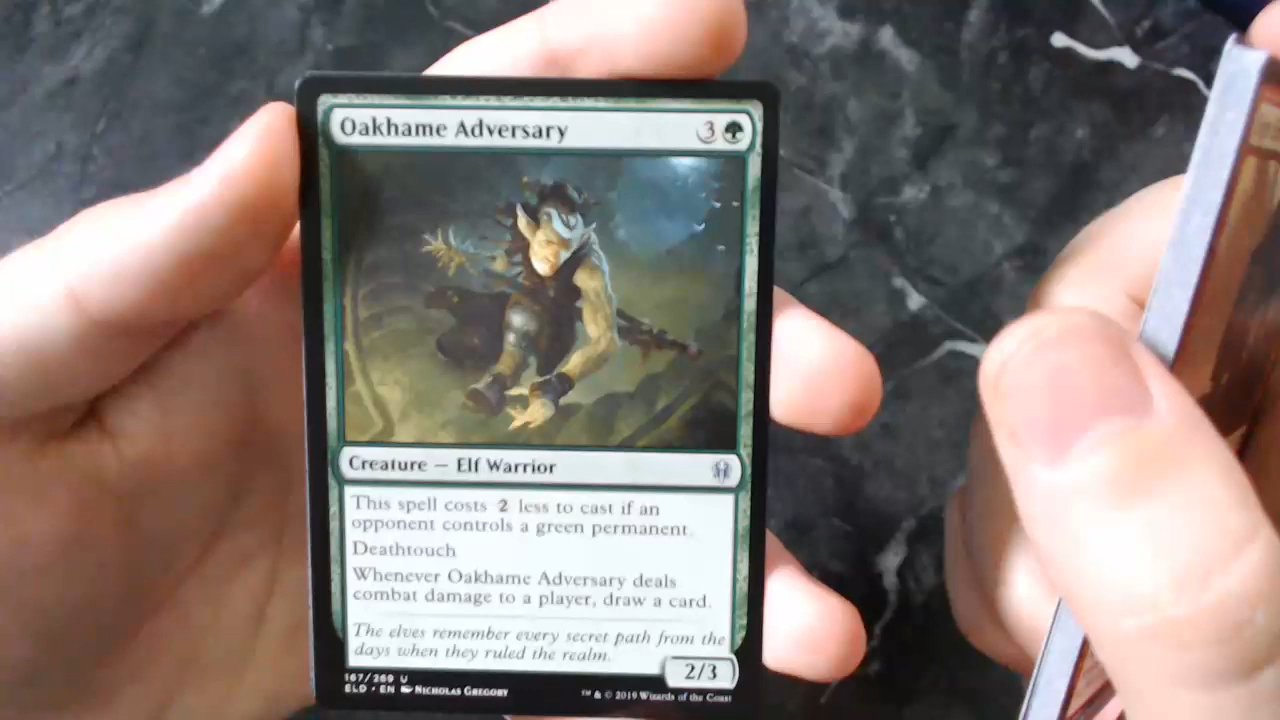 Oakhame Adversary 3
Creature — Elf Warrior
This spell costs 2 less to cast if an
opponent controls a green permanent.
Deathtouch
Whenever Oakhame Adversary deals
combat damage to a player, draw a card.
The elves remember every secret path from the
days when they ruled the realm.
2/3
167/269 U
ELD • EN Nicholas Gregory
™ & © 2019 Wizards of the Coast